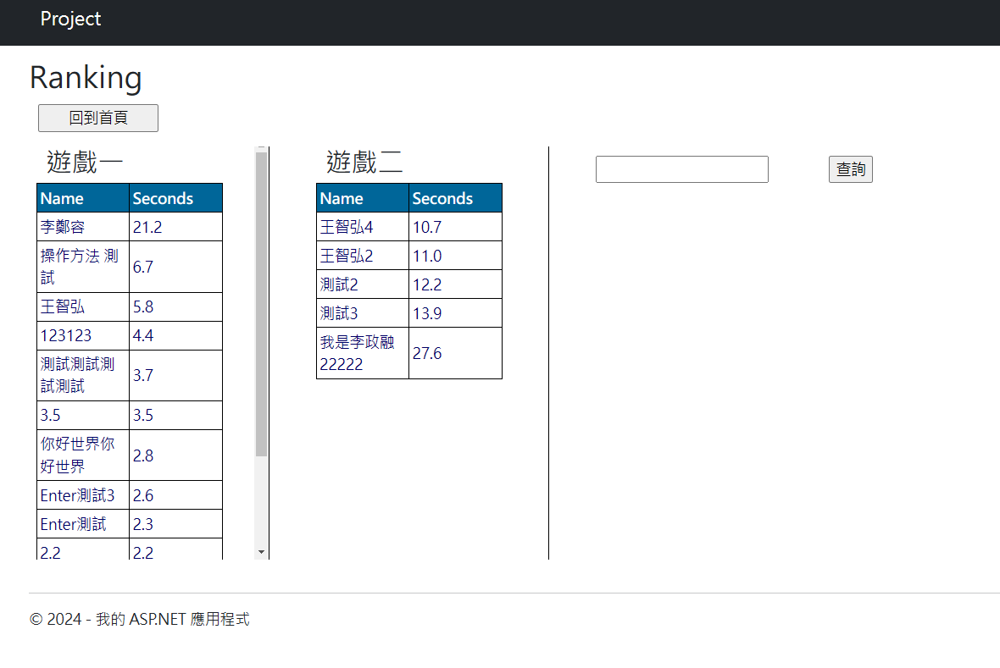 Project
Ranking
回到首頁
遊戲一
Name Seconds
李鄭容 21.2
操作方法 測
試
6.7
王智弘 5.8
123123 4.4
測試測試測
試測試
3.7
3.5 3.5
你好世界你
好世界
2.8
Enter測試3 2.6
Enter測試 2.3
2.2 2.2
遊戲二
Name Seconds
王智弘4 10.7
王智弘2 11.0
測試2 12.2
測試3 13.9
我是李政融
22222
27.6
查詢
© 2024 - 我的 ASP.NET 應用程式